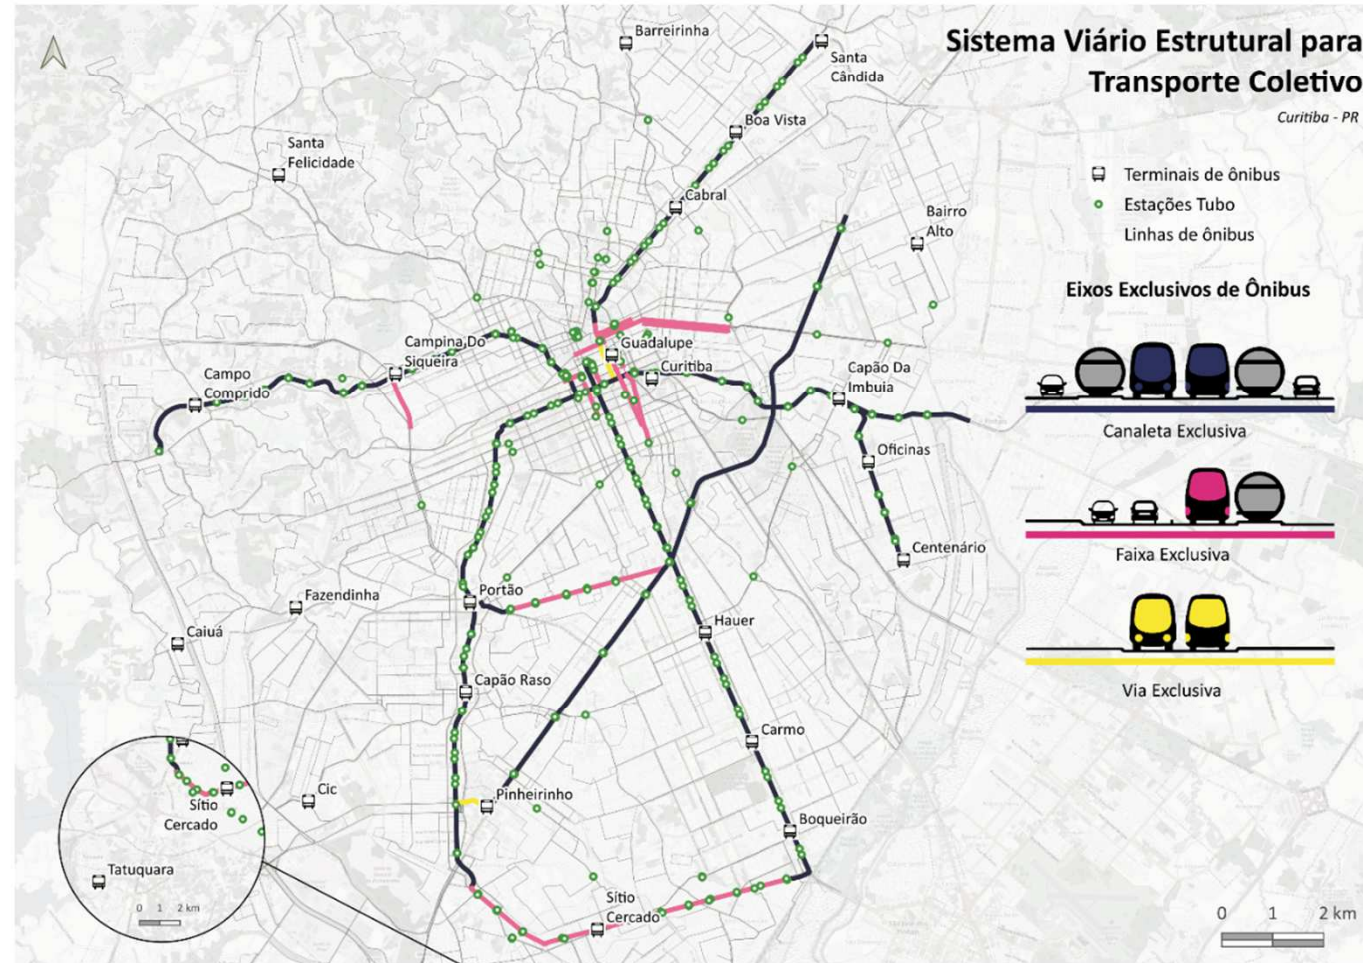 Sistema Viário Estrutural para
Transporte Coletivo
Curitiba - PR
Terminais de ônibus
Estações Tubo
Linhas de ônibus
Eixos Exclusivos de Ônibus
Canaleta Exclusiva
Faixa Exclusiva
Via Exclusiva
Barreirinha
Santa
Cândida
Boa Vista
Santa
Felicidade
Cabral
Bairro
Alto
Campina Do
Siqueira
Guadalupe
Curitiba
Capão Da
Imbuia
Campo
Comprido
Oficinas
Centenário
Portão
Fazendinha
Caiuá
Hauer
Capão Raso
Carmo
Cic
Pinheirinho
Boqueirão
Sítio
Cercado
Sítio
Cercado
Tatuquara
0 1 2 km
0 1 2 km